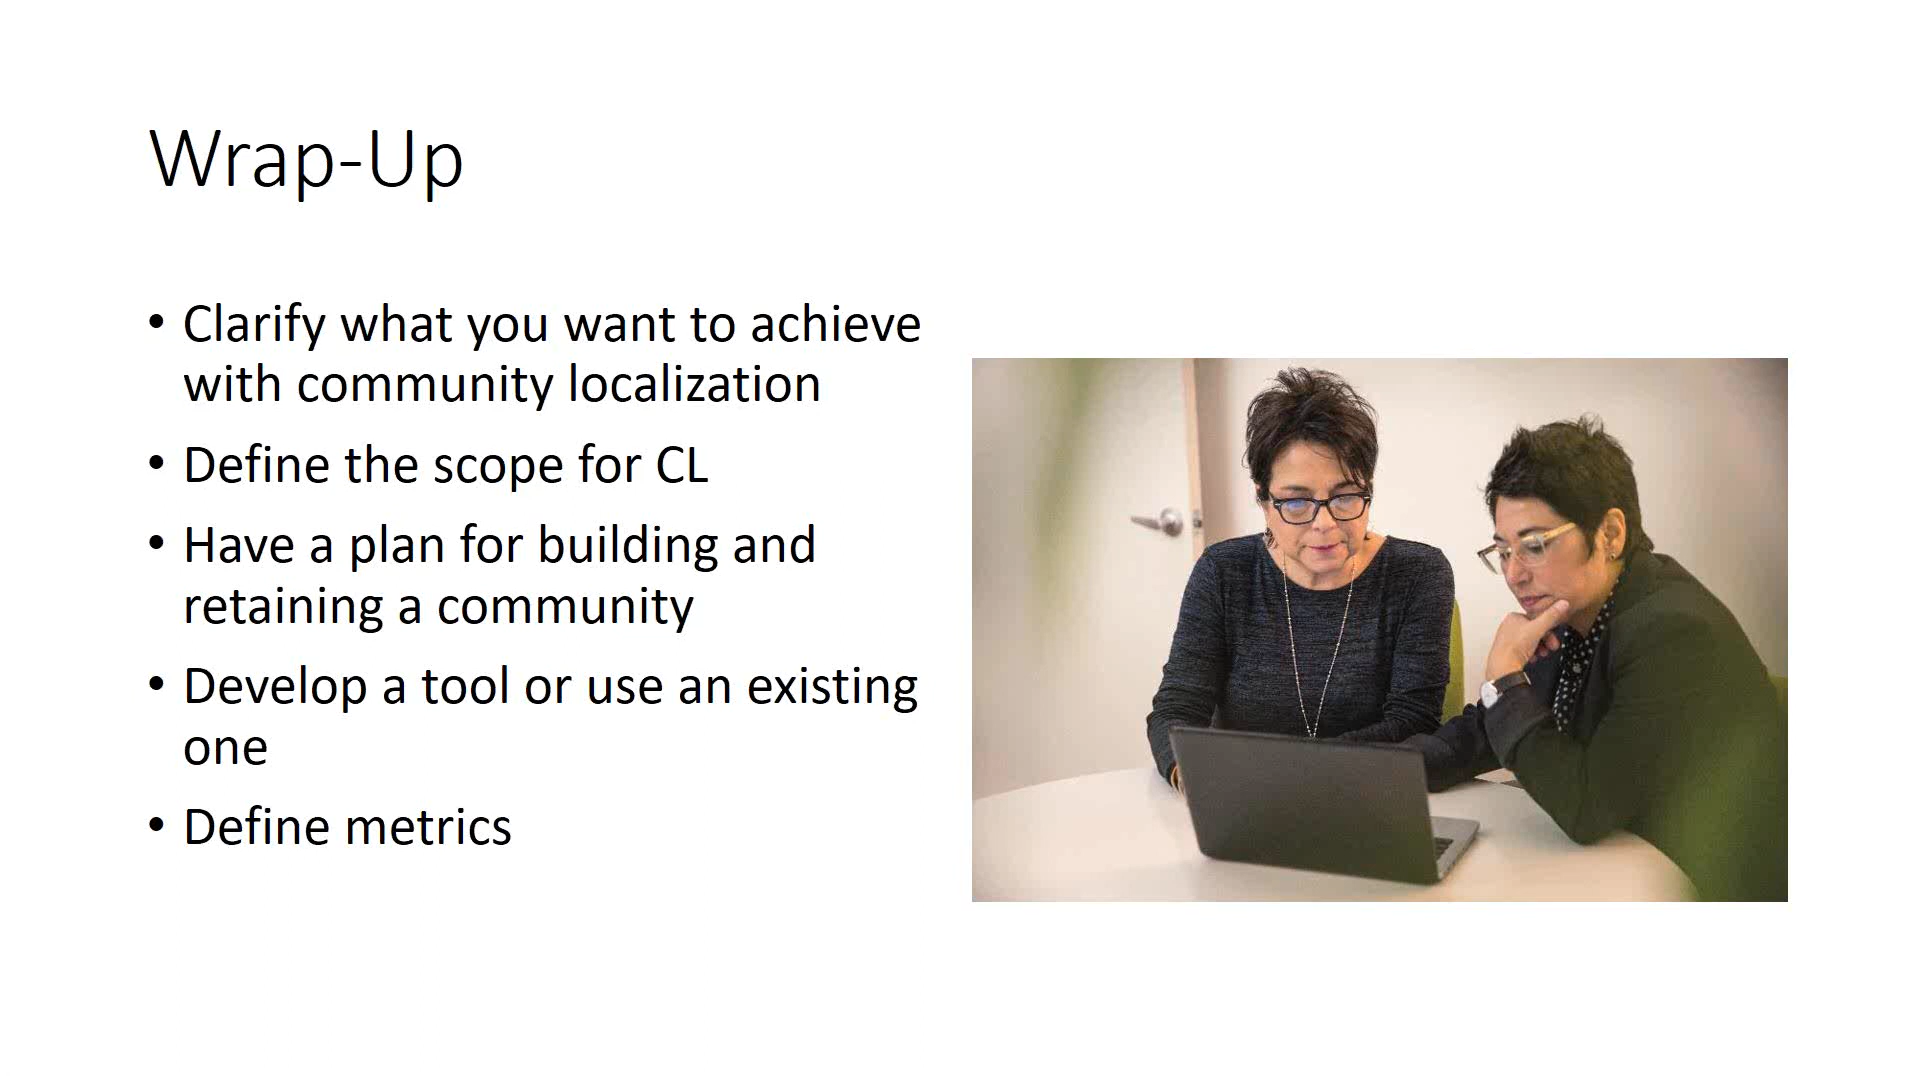 Wrap-Up
• Clarify what you want to achieve
with community localization
• Define the scope for CL
• Have a plan for building and
retaining a community
• Develop a tool or use an existing
one
• Define metrics